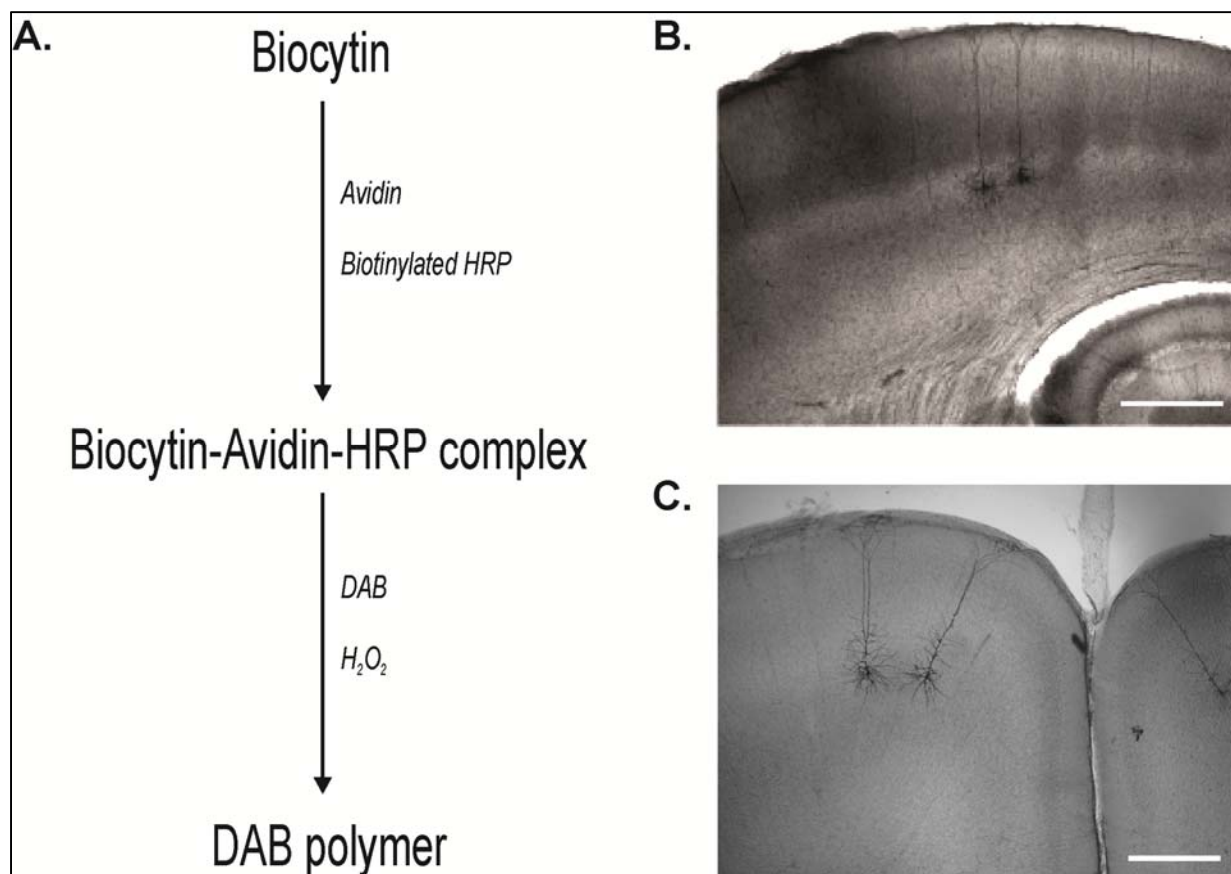 A.
Biocytin
Avidin
Biotinylated HRP
Biocytin-Avidin-HRP complex
DAB
H₂O₂
DAB polymer
B.
C.